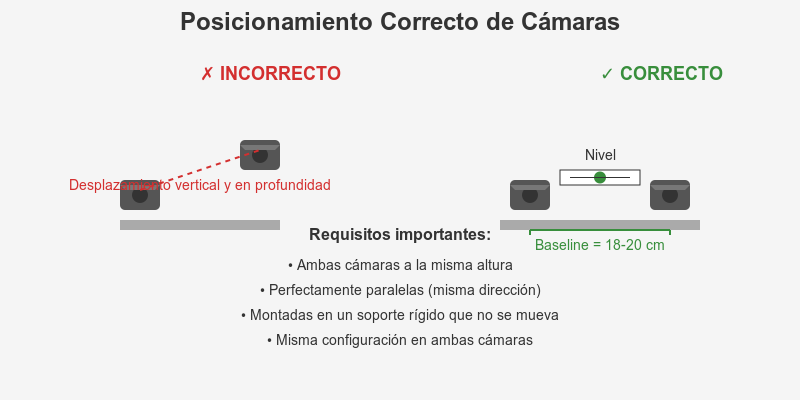 Posicionamiento Correcto de Cámaras
✗ INCORRECTO
✓ CORRECTO
Nivel
Desplazamiento vertical y en profundidad
Requisitos importantes:
Baseline = 18-20 cm
• Ambas cámaras a la misma altura
• Perfectamente paralelas (misma dirección)
• Montadas en un soporte rígido que no se mueva
• Misma configuración en ambas cámaras